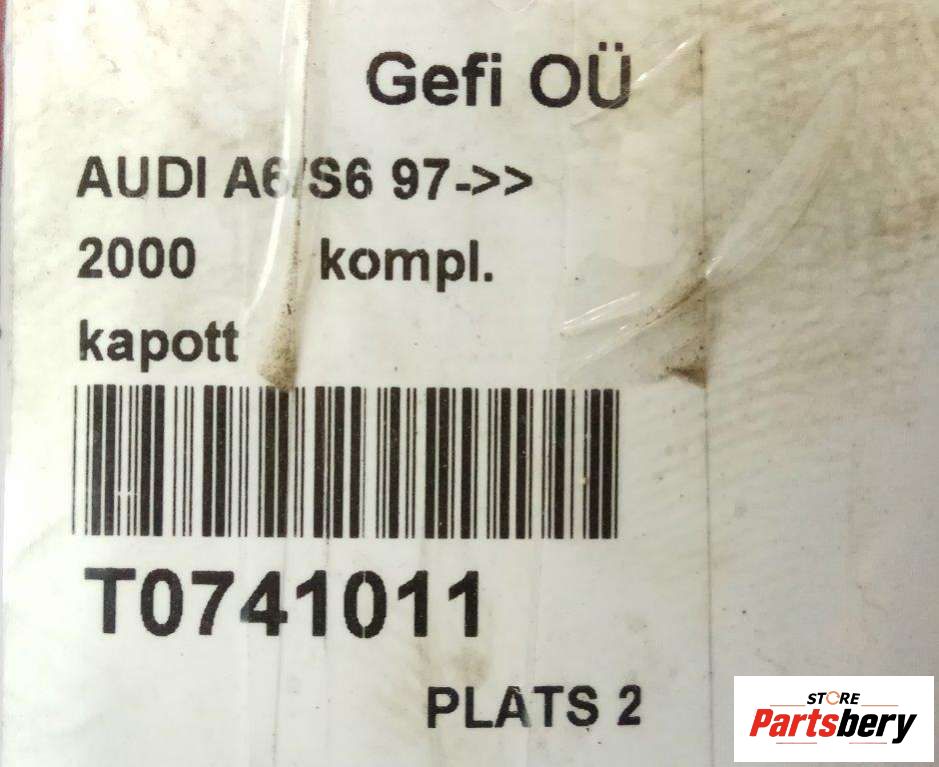 Gefi OÜ
AUDI A6/S6 97->>
2000 kompl.
kapott
T0741011
PLATS 2
STORE
Partsbery